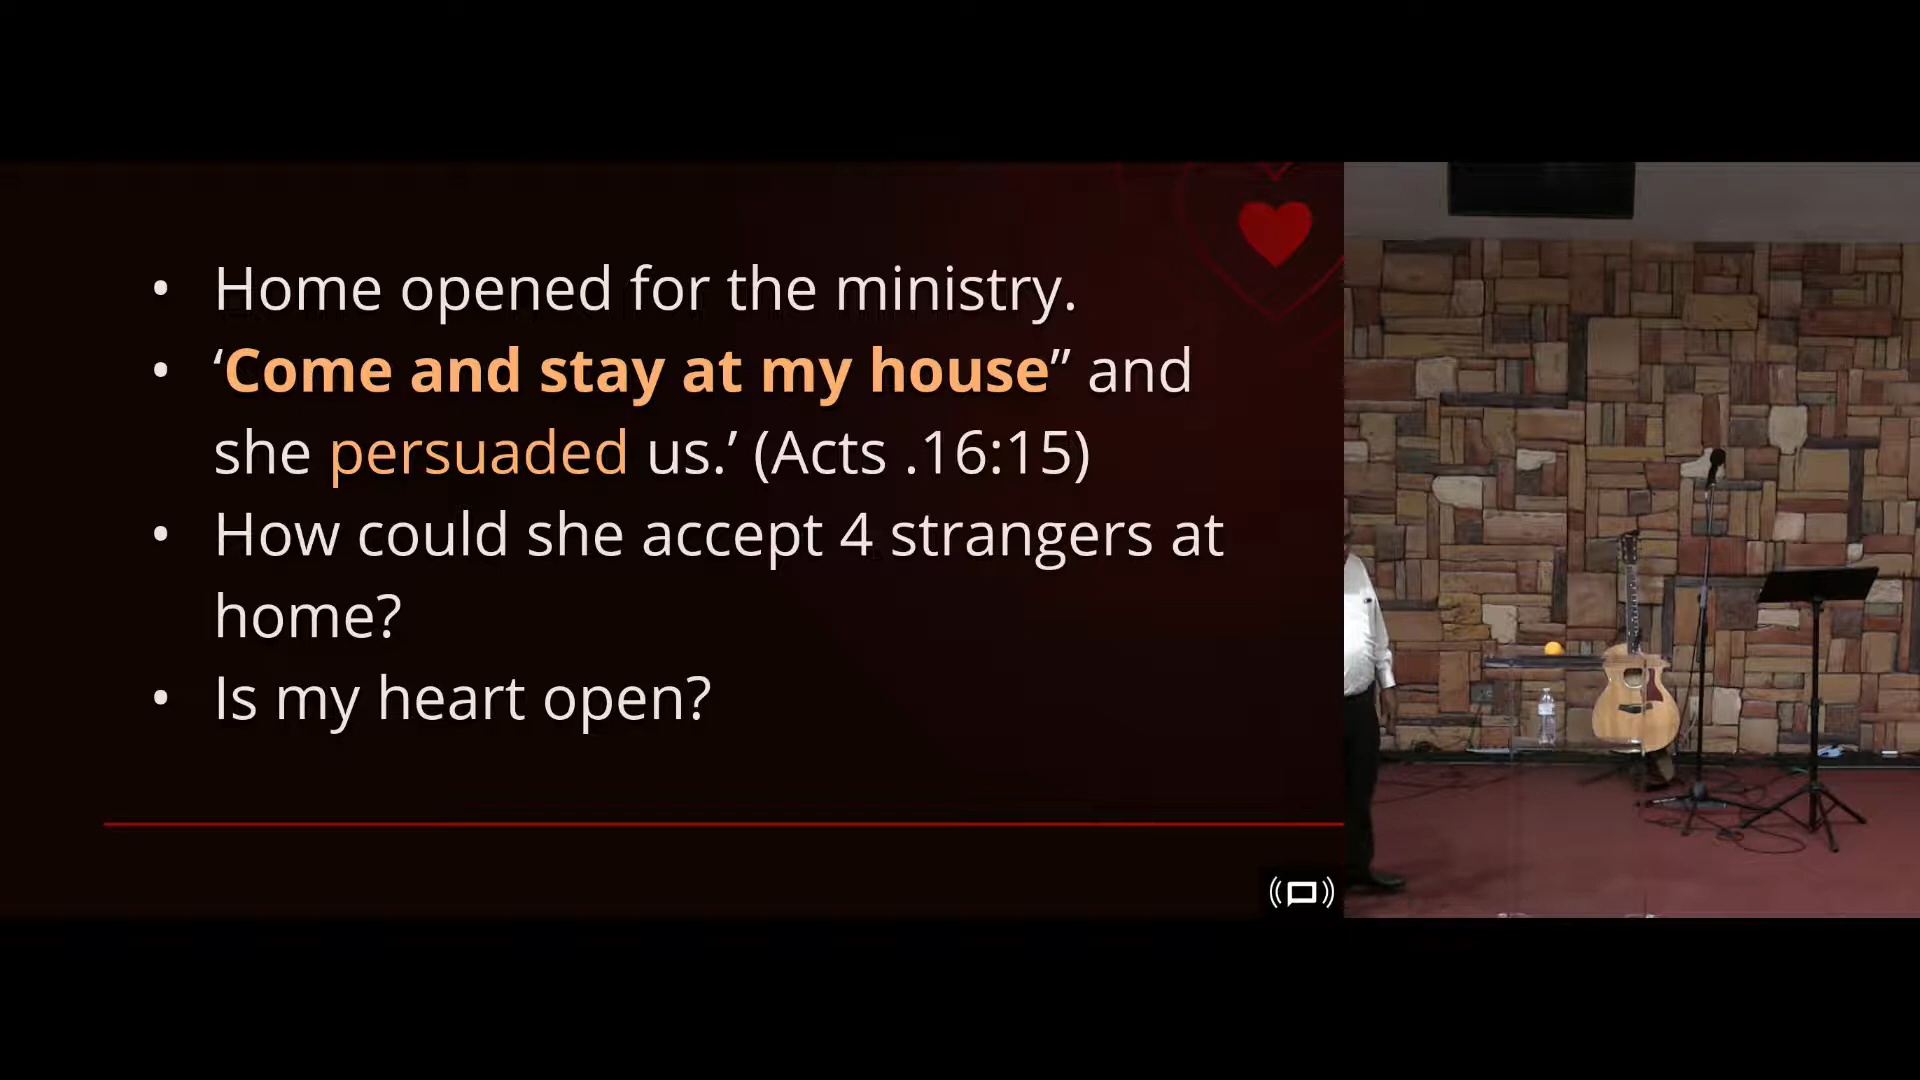 • Home opened for the ministry.
• ‘Come and stay at my house” and
she persuaded us.’ (Acts .16:15)
• How could she accept 4 strangers at
home?
• Is my heart open?